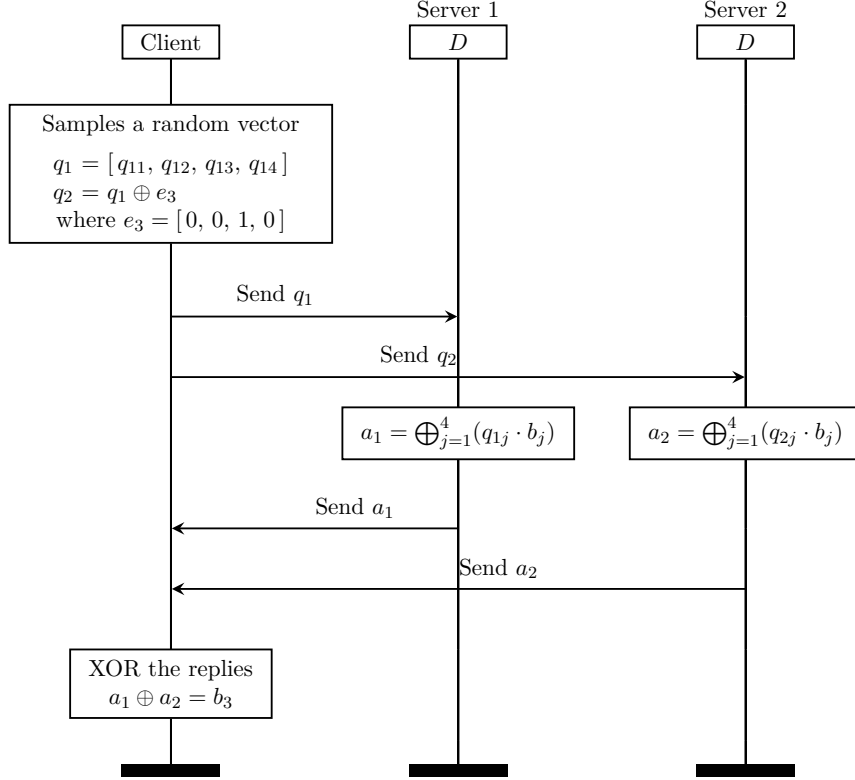 Server 1
Server 2
Client
D
D
Samples a random vector
q₁ = [ q₁₁, q₁₂, q₁₃, q₁₄ ]
q₂ = q₁ ⊕ e₃
where e₃ = [ 0, 0, 1, 0 ]
Send q₁
Send q₂
a₁ = ⨁⁴ⱼ₌₁(q₁ⱼ · bⱼ)
a₂ = ⨁⁴ⱼ₌₁(q₂ⱼ · bⱼ)
Send a₁
Send a₂
XOR the replies
a₁ ⊕ a₂ = b₃